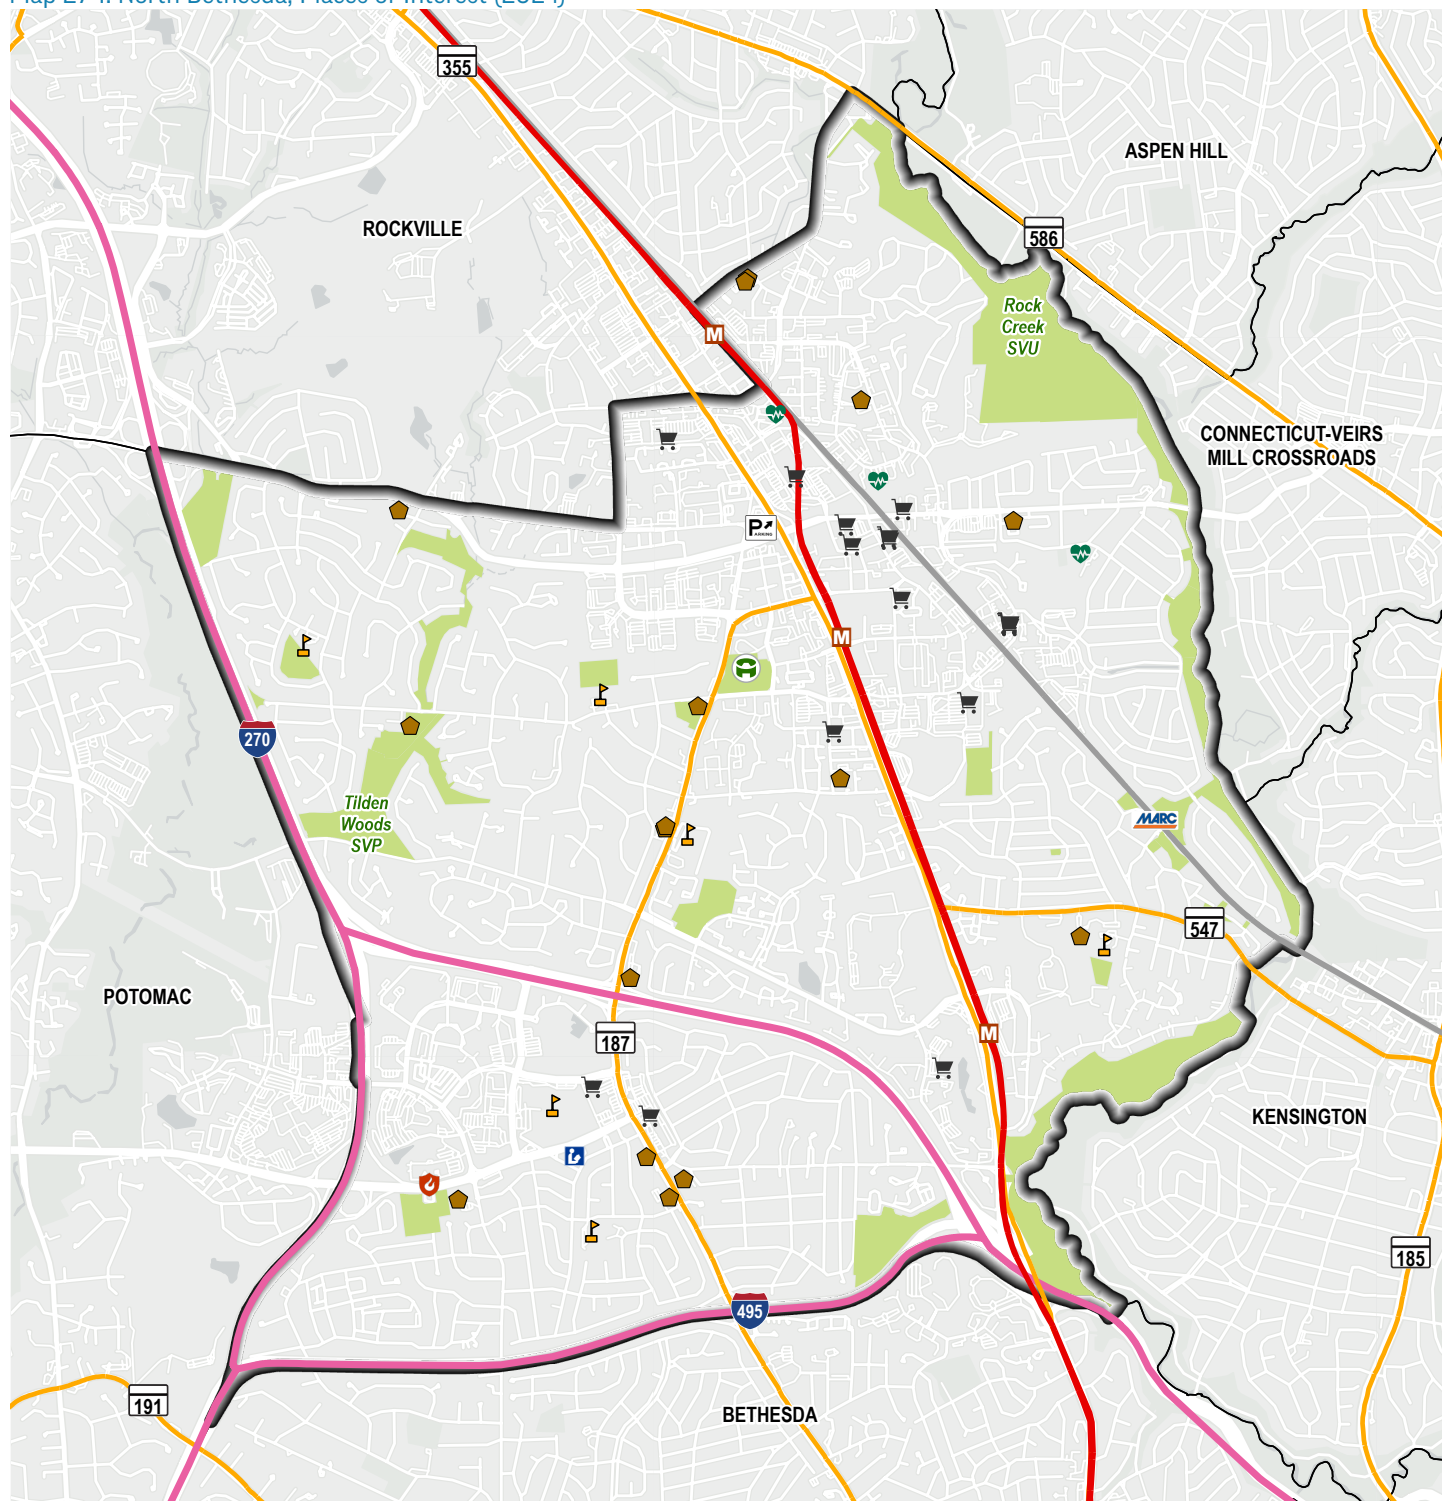 355
ASPEN HILL
ROCKVILLE
586
Rock
Creek
SVU
M
CONNECTICUT-VEIRS
MILL CROSSROADS
P
PARKING
M
270
Tilden
Woods
SVP
MARC
547
POTOMAC
187
M
KENSINGTON
185
495
191
BETHESDA